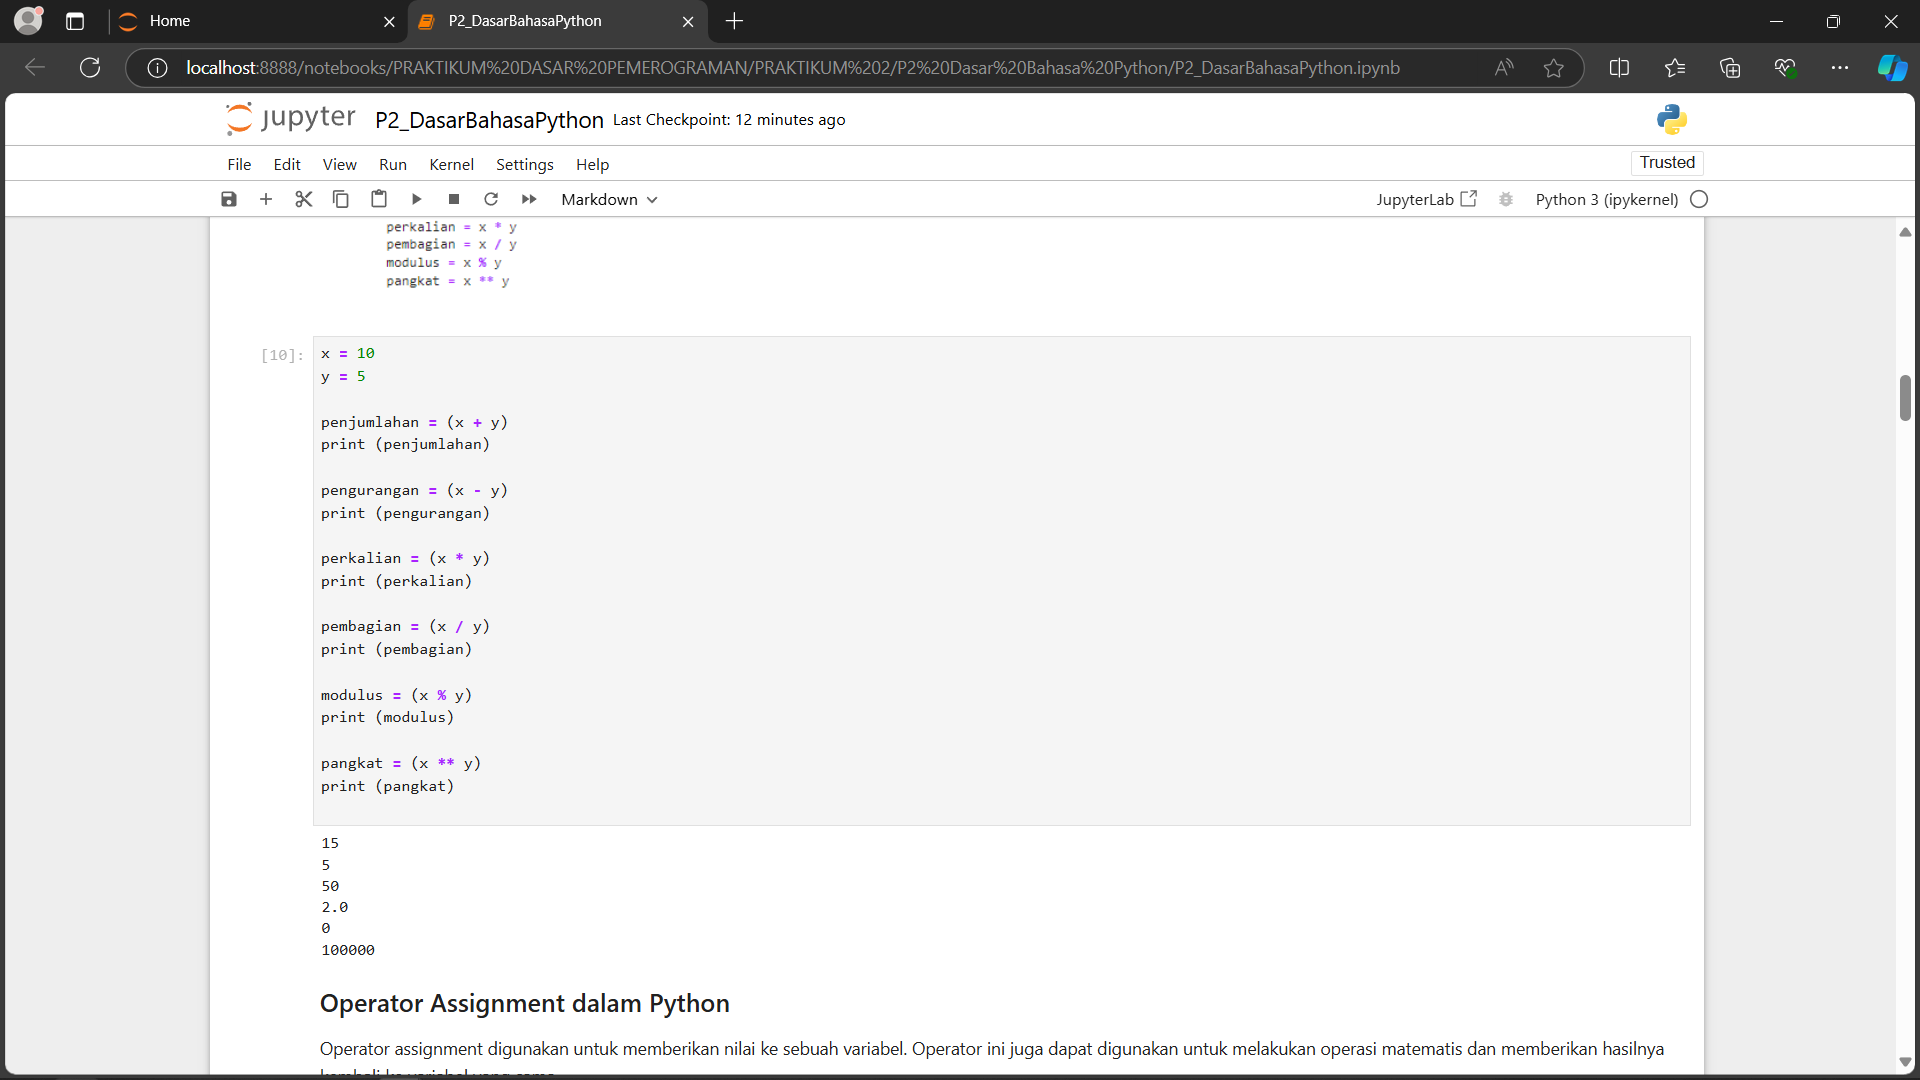 Home
P2_DasarBahasaPython
localhost:8888/notebooks/PRAKTIKUM%20DASAR%20PEMEROGRAMAN/PRAKTIKUM%202/P2%20Dasar%20Bahasa%20Python/P2_DasarBahasaPython.ipynb
jupyter P2_DasarBahasaPython Last Checkpoint: 12 minutes ago
File Edit View Run Kernel Settings Help
Trusted
Markdown
JupyterLab
Python 3 (ipykernel)
perkalian = x * y
pembagian = x / y
modulus = x % y
pangkat = x ** y
[10]:
x = 10
y = 5
penjumlahan = (x + y)
print (penjumlahan)
pengurangan = (x - y)
print (pengurangan)
perkalian = (x * y)
print (perkalian)
pembagian = (x / y)
print (pembagian)
modulus = (x % y)
print (modulus)
pangkat = (x ** y)
print (pangkat)
15
5
50
2.0
0
100000
Operator Assignment dalam Python
Operator assignment digunakan untuk memberikan nilai ke sebuah variabel. Operator ini juga dapat digunakan untuk melakukan operasi matematis dan memberikan hasilnya